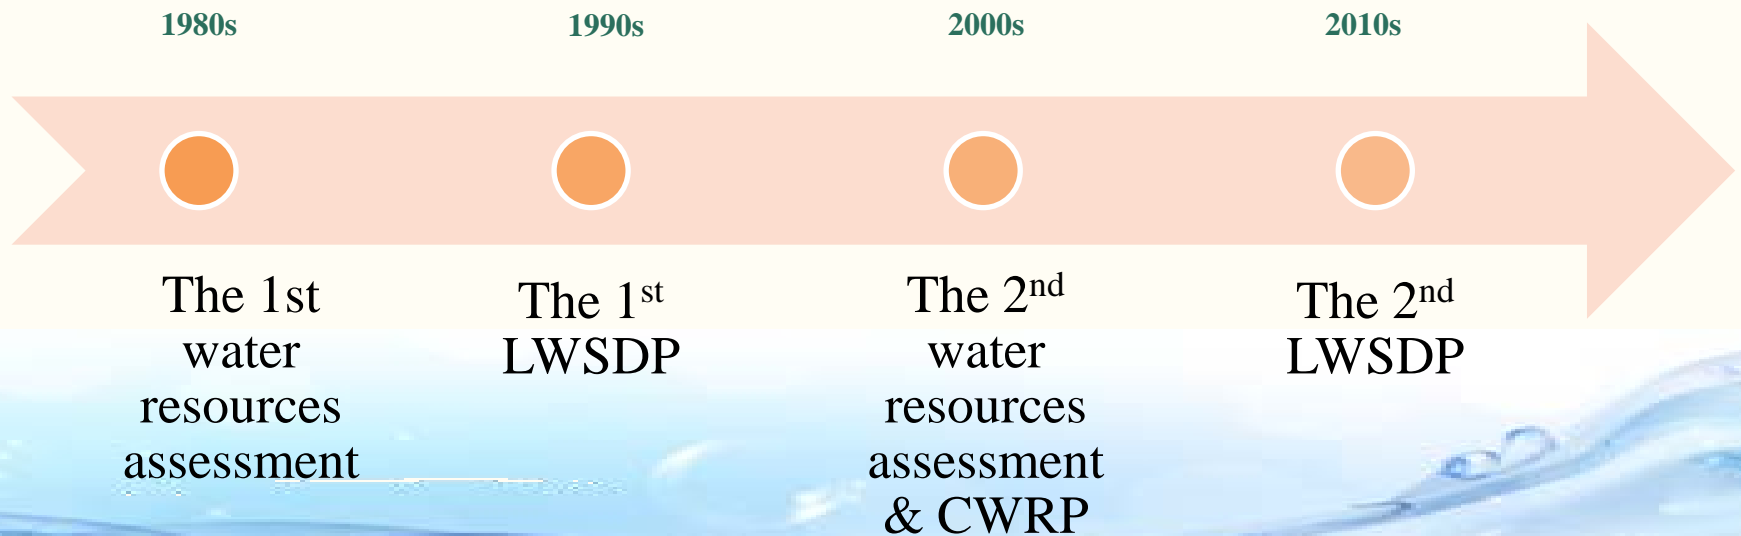 1980s
1990s
2000s
2010s
The 1st
water
resources
assessment
The 1st
LWSDP
The 2nd
water
resources
assessment
& CWRP
The 2nd
LWSDP